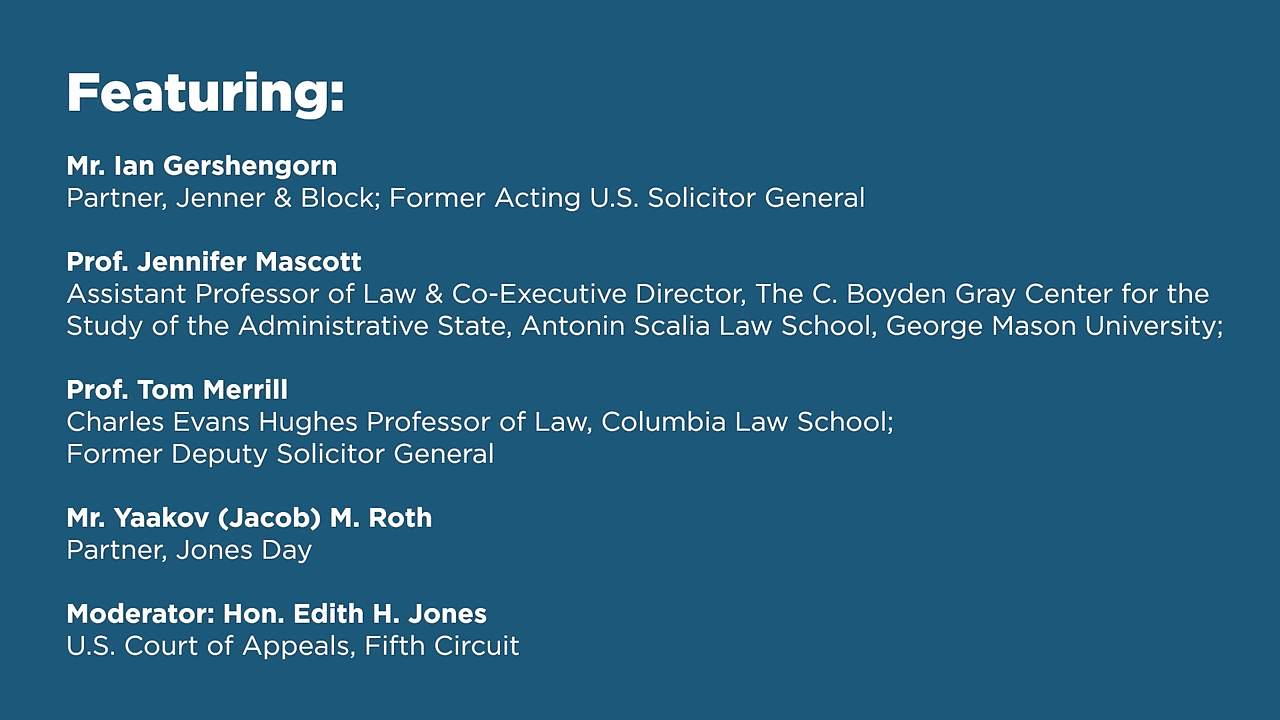 Featuring:
Mr. Ian Gershengorn
Partner, Jenner & Block; Former Acting U.S. Solicitor General
Prof. Jennifer Mascott
Assistant Professor of Law & Co-Executive Director, The C. Boyden Gray Center for the
Study of the Administrative State, Antonin Scalia Law School, George Mason University;
Prof. Tom Merrill
Charles Evans Hughes Professor of Law, Columbia Law School;
Former Deputy Solicitor General
Mr. Yaakov (Jacob) M. Roth
Partner, Jones Day
Moderator: Hon. Edith H. Jones
U.S. Court of Appeals, Fifth Circuit